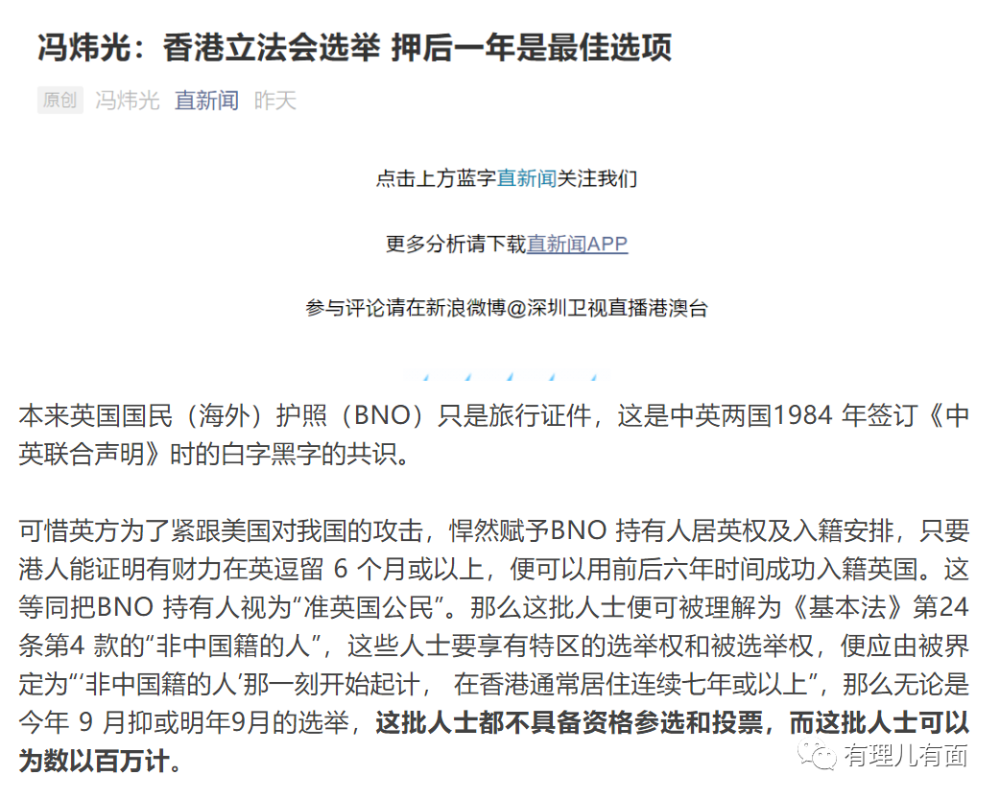 冯炜光：香港立法会选举 押后一年是最佳选项
原创 冯炜光 直新闻 昨天
点击上方蓝字直新闻关注我们
更多分析请下载直新闻APP
参与评论请在新浪微博@深圳卫视直播港澳台
本来英国国民（海外）护照（BNO）只是旅行证件，这是中英两国1984 年签订《中
英联合声明》时的白字黑字的共识。
可惜英方为了紧跟美国对我国的攻击，悍然赋予BNO 持有人居英权及入籍安排，只要
港人能证明有财力在英逗留 6 个月或以上，便可以用前后六年时间成功入籍英国。这
等同把BNO 持有人视为“准英国公民”。那么这批人士便可被理解为《基本法》第24
条第4 款的“非中国籍的人”，这些人士要享有特区的选举权和被选举权，便应由被界
定为“‘非中国籍的人’那一刻开始起计， 在香港通常居住连续七年或以上”，那么无论是
今年 9 月抑或明年9月的选举，这批人士都不具备资格参选和投票，而这批人士可以
为数以百万计。
有理儿有面